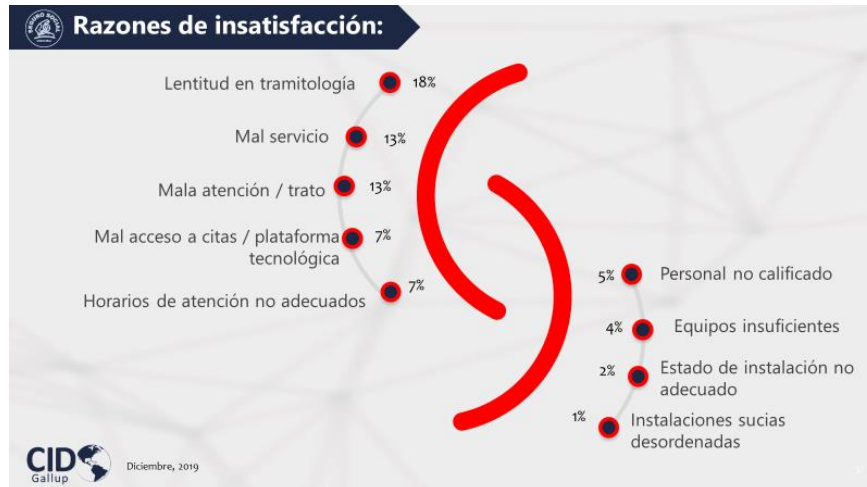 Razones de insatisfacción:
Lentitud en tramitología
18%
Mal servicio
13%
Mala atención / trato
13%
Mal acceso a citas / plataforma
tecnológica
7%
Horarios de atención no adecuados
7%
5%
Personal no calificado
4%
Equipos insuficientes
2%
Estado de instalación no
adecuado
1%
Instalaciones sucias
desordenadas
CID
Gallup
Diciembre, 2019